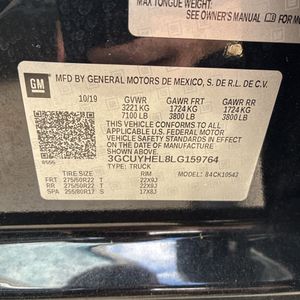 MAX TONGUE WEIGHT:
SEE OWNER'S MANUAL
GM
MFD BY GENERAL MOTORS DE MEXICO, S. DE R.L. DE C.V.
10/19 GVWR GAWR FRT GAWR RR
3221 KG 1724 KG 1724 KG
7100 LB 3800 LB 3800 LB
THIS VEHICLE CONFORMS TO ALL APPLICABLE
U.S. FEDERAL MOTOR VEHICLE SAFETY
STANDARDS IN EFFECT ON THE DATE OF
MANUFACTURE SHOWN ABOVE.
3GCUYHEL8LG159764
TYPE: TRUCK
TIRE SIZE RIM MODEL: 84CK10543
FRT 275/50R22 T 22X9J
RR 275/50R22 T 22X9J
SPA 255/80R17 S 17X8J